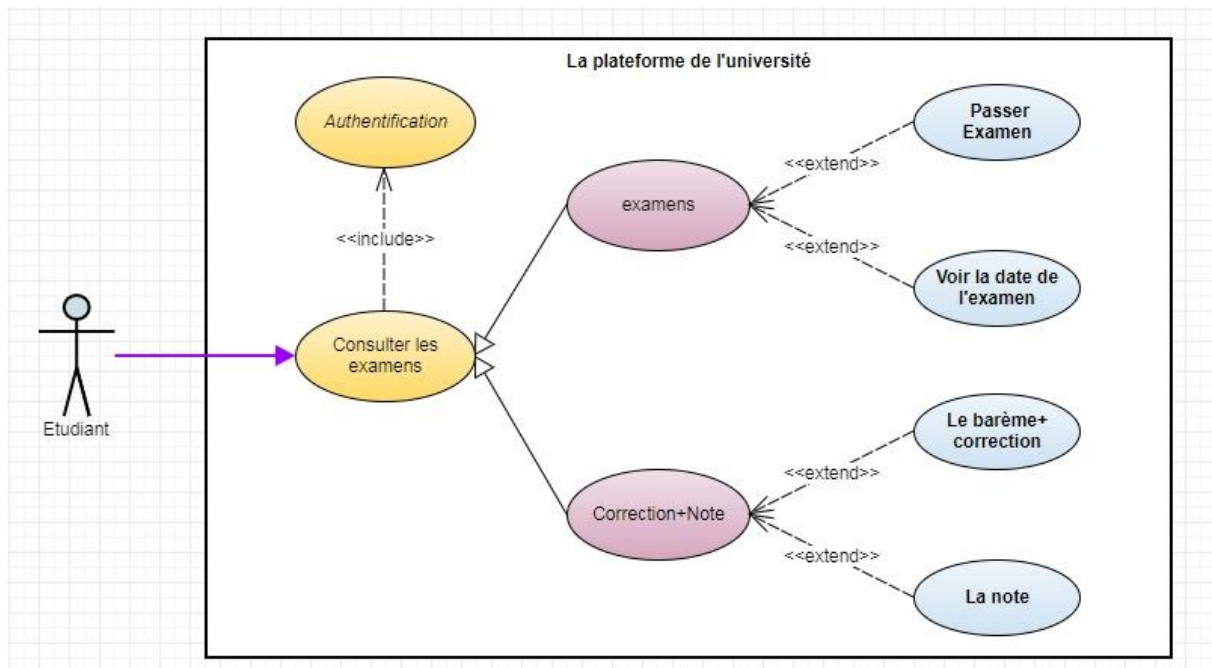 La plateforme de l'université
Authentification
<<include>>
Consulter les
examens
Etudiant
examens
<<extend>>
Passer
Examen
<<extend>>
Voir la date de
l'examen
Correction+Note
<<extend>>
Le barème+
correction
<<extend>>
La note